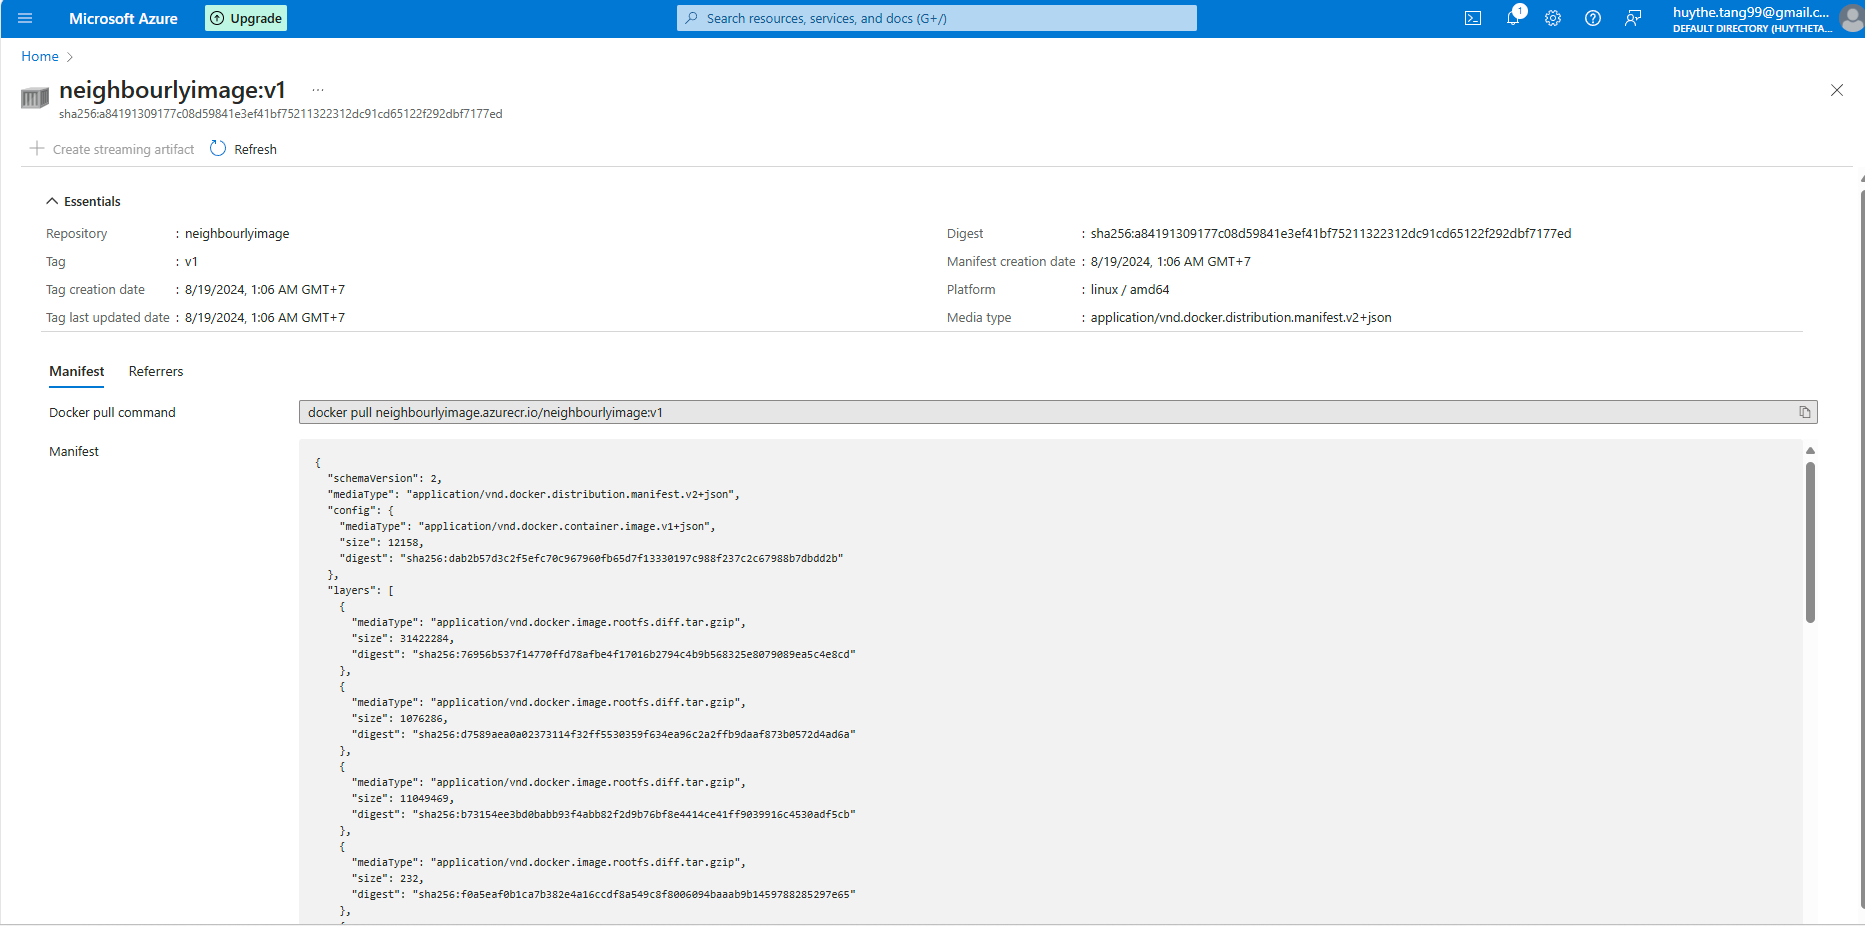 Microsoft Azure
Upgrade
Search resources, services, and docs (G+/)
1
huythe.tang99@gmail.c...
DEFAULT DIRECTORY (HUYTHETA...
Home >
neighbourlyimage:v1 ...
sha256:a84191309177c08d59841e3ef41bf75211322312dc91cd65122f292dbf7177ed
Create streaming artifact
Refresh
Essentials
Repository : neighbourlyimage
Digest : sha256:a84191309177c08d59841e3ef41bf75211322312dc91cd65122f292dbf7177ed
Tag : v1
Manifest creation date : 8/19/2024, 1:06 AM GMT+7
Tag creation date : 8/19/2024, 1:06 AM GMT+7
Platform : linux / amd64
Tag last updated date : 8/19/2024, 1:06 AM GMT+7
Media type : application/vnd.docker.distribution.manifest.v2+json
Manifest Referrers
Docker pull command docker pull neighbourlyimage.azurecr.io/neighbourlyimage:v1
Manifest
{
"schemaVersion": 2,
"mediaType": "application/vnd.docker.distribution.manifest.v2+json",
"config": {
"mediaType": "application/vnd.docker.container.image.v1+json",
"size": 12158,
"digest": "sha256:dab2b57d3c2f5efc70c967960fb65d7f13330197c988f237c2c67988b7dbdd2b"
},
"layers": [
{
"mediaType": "application/vnd.docker.image.rootfs.diff.tar.gzip",
"size": 31422284,
"digest": "sha256:76956b537f14770ffd78afbe4f17016b2794c4b9b568325e8079089ea5c4e8cd"
},
{
"mediaType": "application/vnd.docker.image.rootfs.diff.tar.gzip",
"size": 1076286,
"digest": "sha256:d7589aea0a02373114f32ff5530359f634ea96c2a2ffb9daaf873b0572d4ad6a"
},
{
"mediaType": "application/vnd.docker.image.rootfs.diff.tar.gzip",
"size": 11049469,
"digest": "sha256:b73154ee3bd0babb93f4abb82f2d9b76bf8e4414ce41ff9039916c4530adf5cb"
},
{
"mediaType": "application/vnd.docker.image.rootfs.diff.tar.gzip",
"size": 232,
"digest": "sha256:f0a5eaf0b1ca7b382e4a16ccdf8a549c8f8006094baaab9b1459788285297e65"
},